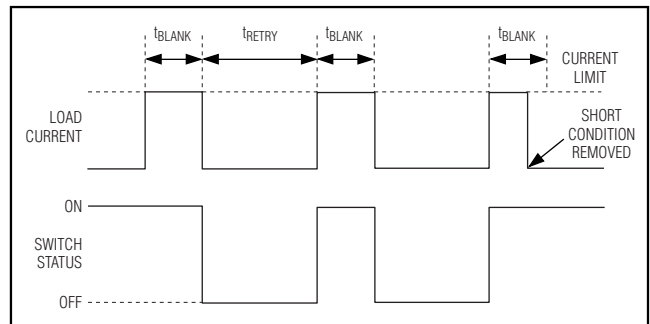 tBLANK
tRETRY
tBLANK
tBLANK
CURRENT
LIMIT
LOAD
CURRENT
SHORT
CONDITION
REMOVED
ON
SWITCH
STATUS
OFF